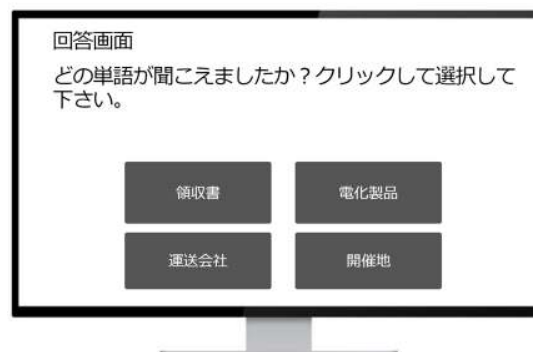 回答画面
どの単語が聞こえましたか？クリックして選択して
下さい。
領収書
電化製品
運送会社
開催地